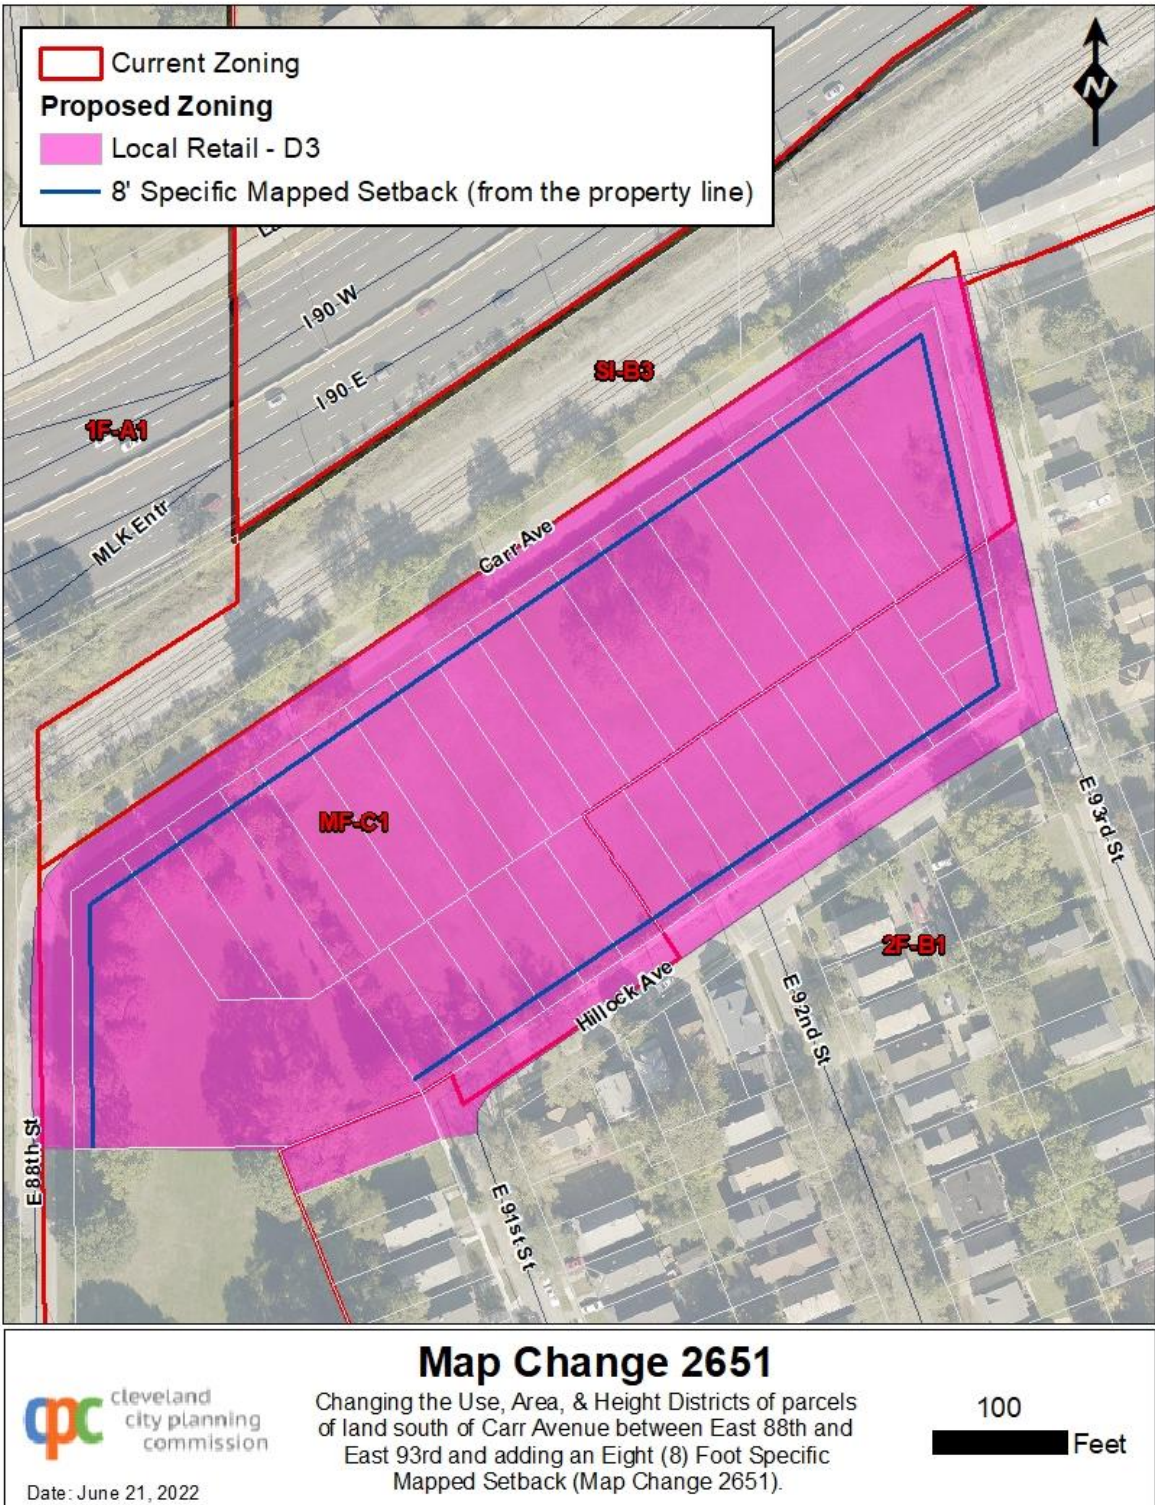 Current Zoning
Proposed Zoning
Local Retail - D3
8' Specific Mapped Setback (from the property line)
N
I 90 W
I 90 E
SI-B3
1F-A1
MLK Entr
Carr Ave
MF-C1
E 93rd St
2F-B1
Hillock Ave
E 92nd St
E 88th St
E 91st St
Map Change 2651
cpc cleveland
city planning
commission
Changing the Use, Area, & Height Districts of parcels
of land south of Carr Avenue between East 88th and
East 93rd and adding an Eight (8) Foot Specific
Mapped Setback (Map Change 2651).
100
Feet
Date: June 21, 2022